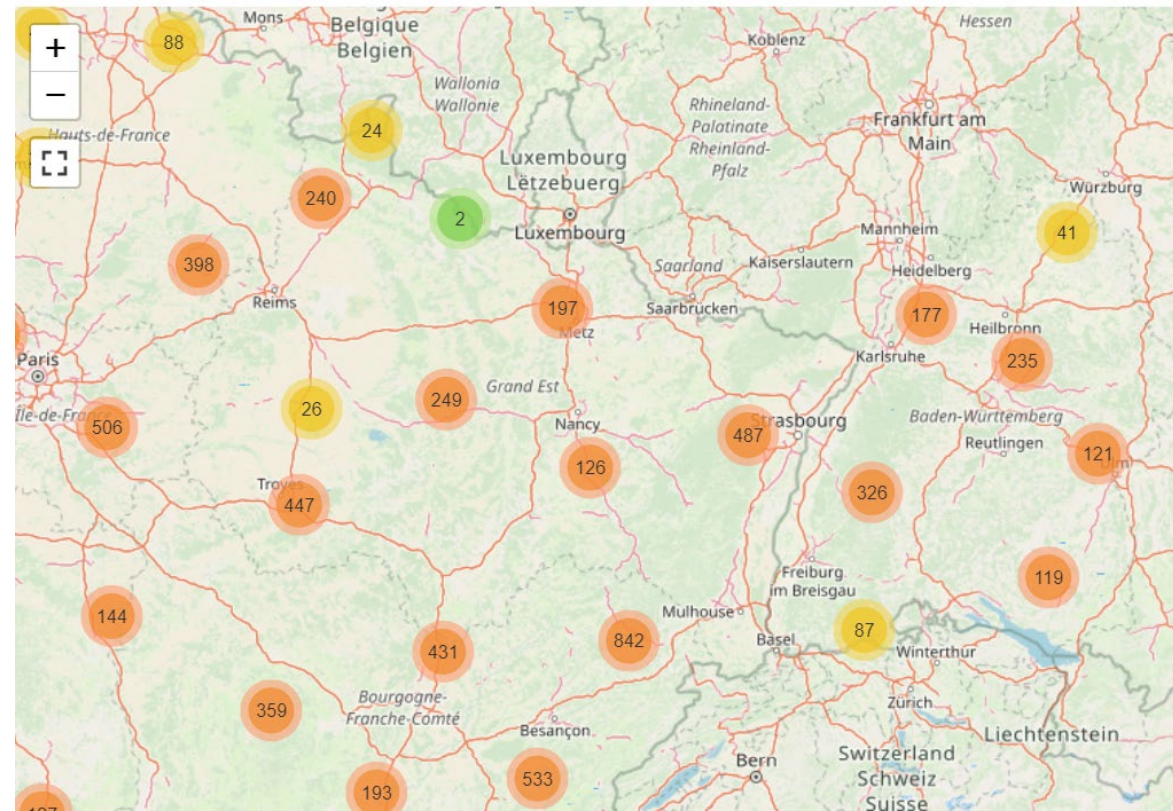 +
−
88
Mons
Belgique
Belgien
Koblenz
Hessen
Wallonia
Wallonie
Hauts-de-France
24
Rhineland-
Palatinate
Rheinland-
Pfalz
Frankfurt am
Main
Luxembourg
Lëtzebuerg
Luxembourg
Würzburg
240
2
41
Mannheim
398
Saarland
Kaiserslautern
Heidelberg
Reims
197
Metz
Saarbrücken
177
Heilbronn
Karlsruhe
235
Paris
Grand Est
249
26
506
Nancy
487
Strasbourg
Baden-Württemberg
Reutlingen
121
Ulm
126
326
Troyes
447
Freiburg
im Breisgau
119
144
Mulhouse
842
87
Basel
Winterthur
431
Bourgogne-
Franche-Comté
359
Besançon
Zürich
Liechtenstein
533
193
Bern
Switzerland
Schweiz
Suisse